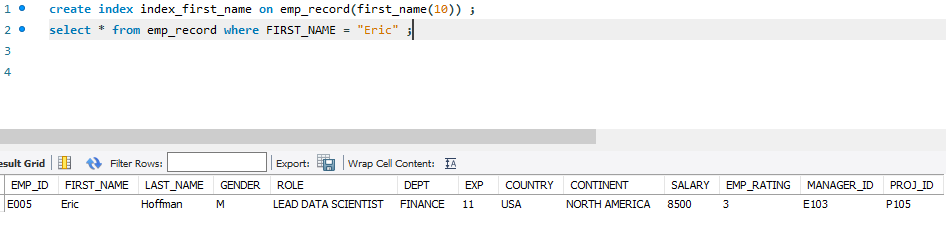 1 create index index_first_name on emp_record(first_name(10)) ;
2 select * from emp_record where FIRST_NAME = "Eric" ;
3
4
esult Grid Filter Rows: Export: Wrap Cell Content:
EMP_ID FIRST_NAME LAST_NAME GENDER ROLE DEPT EXP COUNTRY CONTINENT SALARY EMP_RATING MANAGER_ID PROJ_ID
E005 Eric Hoffman M LEAD DATA SCIENTIST FINANCE 11 USA NORTH AMERICA 8500 3 E103 P105